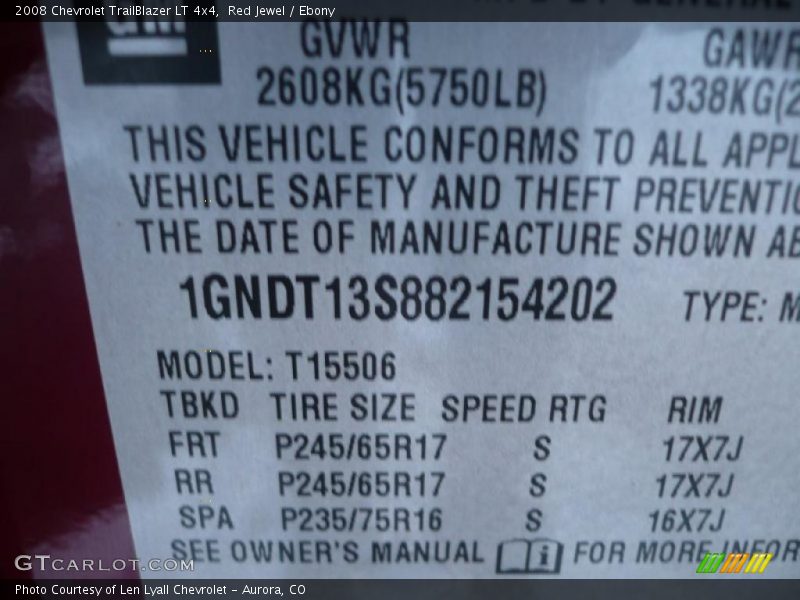 2008 Chevrolet TrailBlazer LT 4x4, Red Jewel / Ebony
GM
GVWR GAWR
2608KG(5750LB) 1338KG(2
THIS VEHICLE CONFORMS TO ALL APPL
VEHICLE SAFETY AND THEFT PREVENTIO
THE DATE OF MANUFACTURE SHOWN AB
1GNDT13S882154202 TYPE: M
MODEL: T15506
TBKD TIRE SIZE SPEED RTG RIM
FRT P245/65R17 S 17X7J
RR P245/65R17 S 17X7J
SPA P235/75R16 S 16X7J
SEE OWNER'S MANUAL i FOR MORE INFOR
GTCARLOT.COM
Photo Courtesy of Len Lyall Chevrolet - Aurora, CO